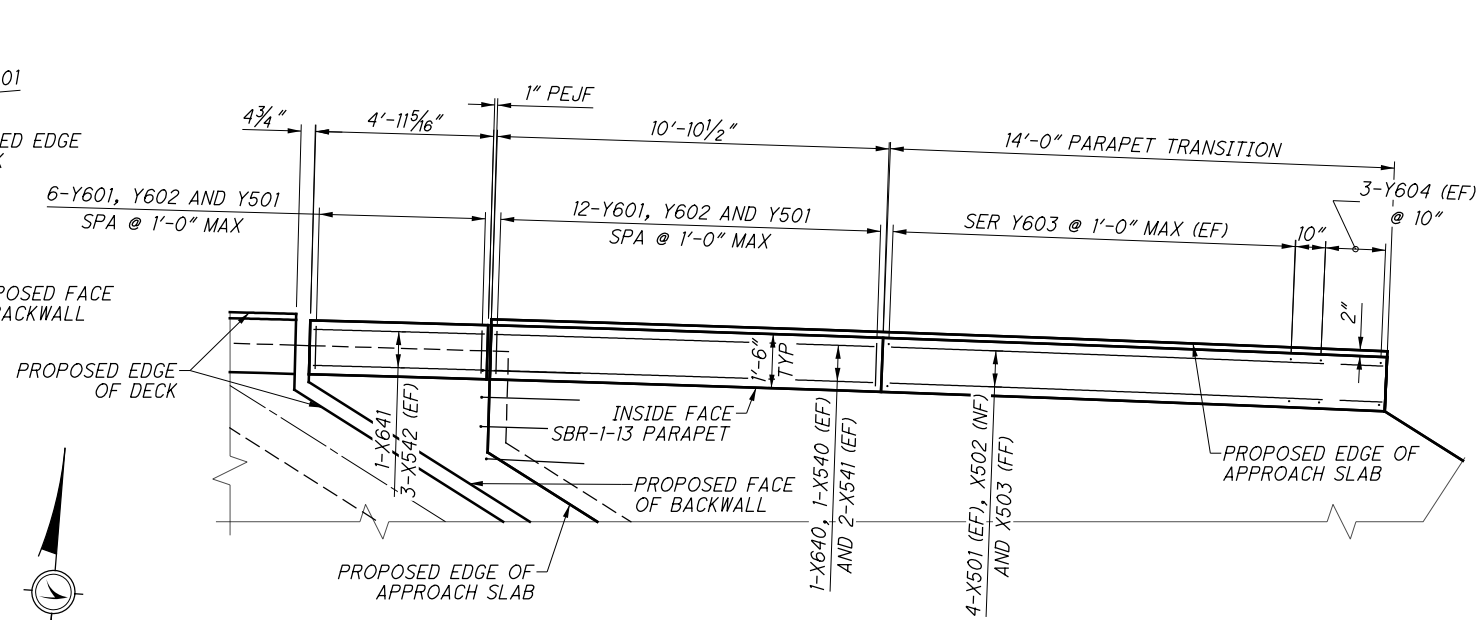 01
1" PEJF
4¾"
4'-11 5/16"
10'-10½"
14'-0" PARAPET TRANSITION
ED EDGE
K
6-Y601, Y602 AND Y501
SPA @ 1'-0" MAX
12-Y601, Y602 AND Y501
SPA @ 1'-0" MAX
SER Y603 @ 1'-0" MAX (EF)
10"
3-Y604 (EF)
@ 10"
POSED FACE
BACKWALL
2"
PROPOSED EDGE
OF DECK
1'-6"
TYP
1-X641
3-X542 (EF)
INSIDE FACE
SBR-1-13 PARAPET
PROPOSED FACE
OF BACKWALL
1-X640, 1-X540 (EF)
AND 2-X541 (EF)
4-X501 (EF), X502 (NF)
AND X503 (FF)
PROPOSED EDGE OF
APPROACH SLAB
PROPOSED EDGE OF
APPROACH SLAB